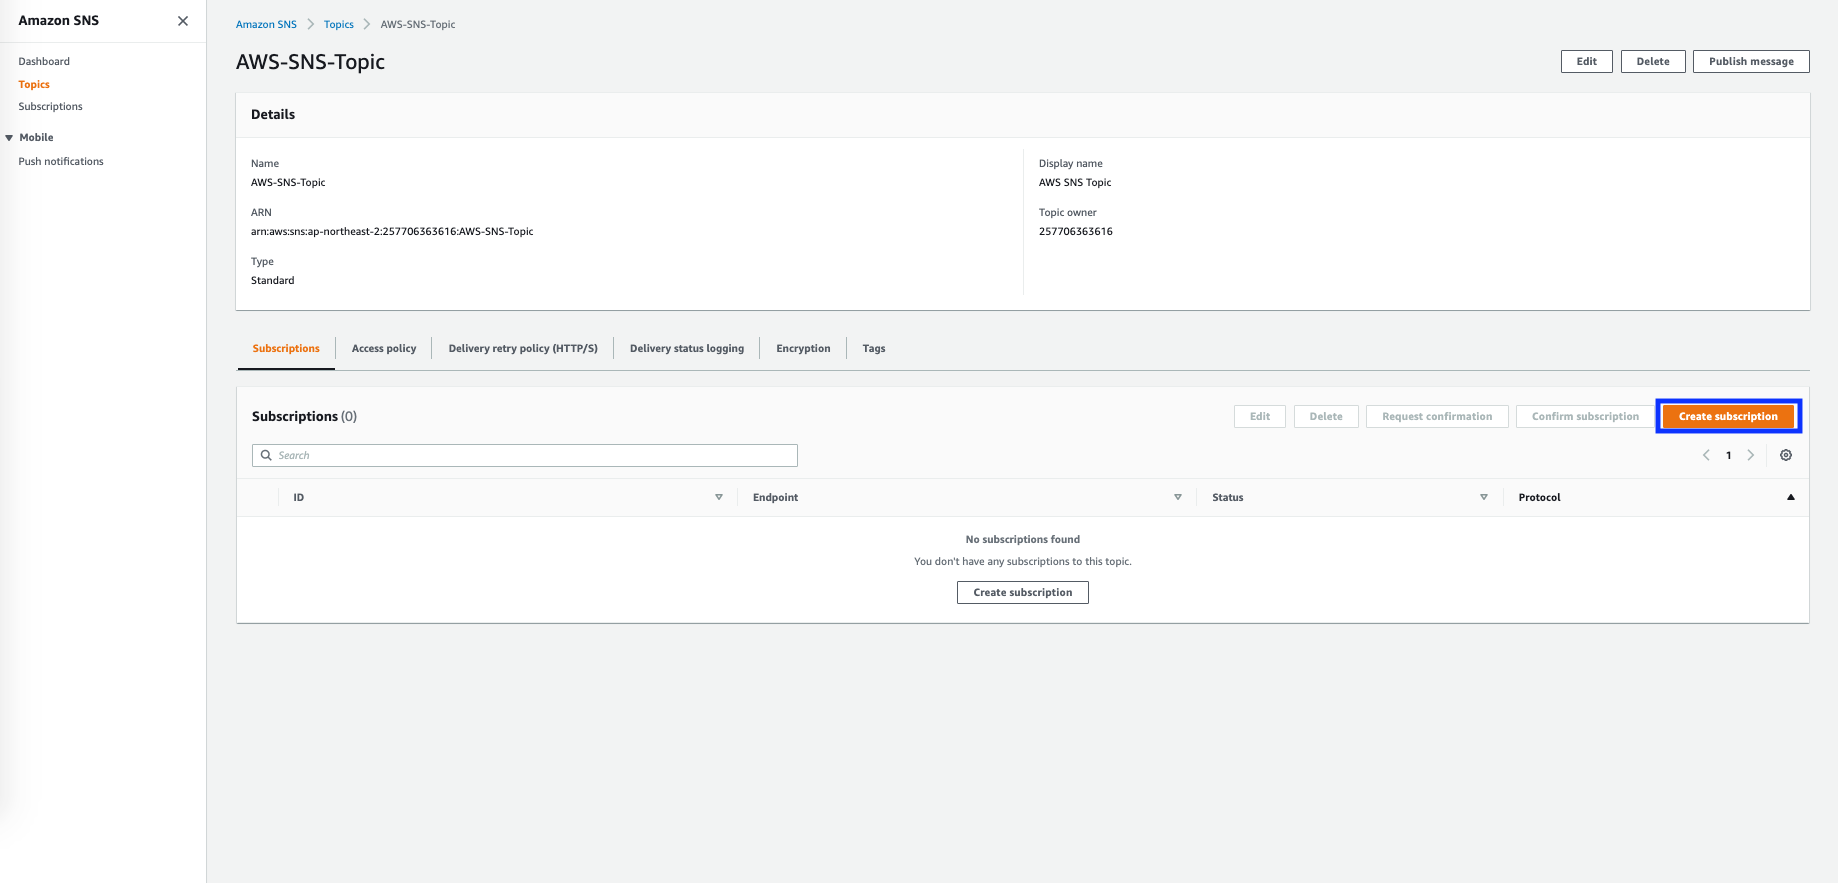 Amazon SNS
Dashboard
Topics
Subscriptions
Mobile
Push notifications
Amazon SNS Topics AWS-SNS-Topic
AWS-SNS-Topic
Edit Delete Publish message
Details
Name
AWS-SNS-Topic
ARN
arn:aws:sns:ap-northeast-2:257706363616:AWS-SNS-Topic
Type
Standard
Display name
AWS SNS Topic
Topic owner
257706363616
Subscriptions Access policy Delivery retry policy (HTTP/S) Delivery status logging Encryption Tags
Subscriptions (0)
Edit Delete Request confirmation Confirm subscription Create subscription
Search
1
ID Endpoint Status Protocol
No subscriptions found
You don't have any subscriptions to this topic.
Create subscription